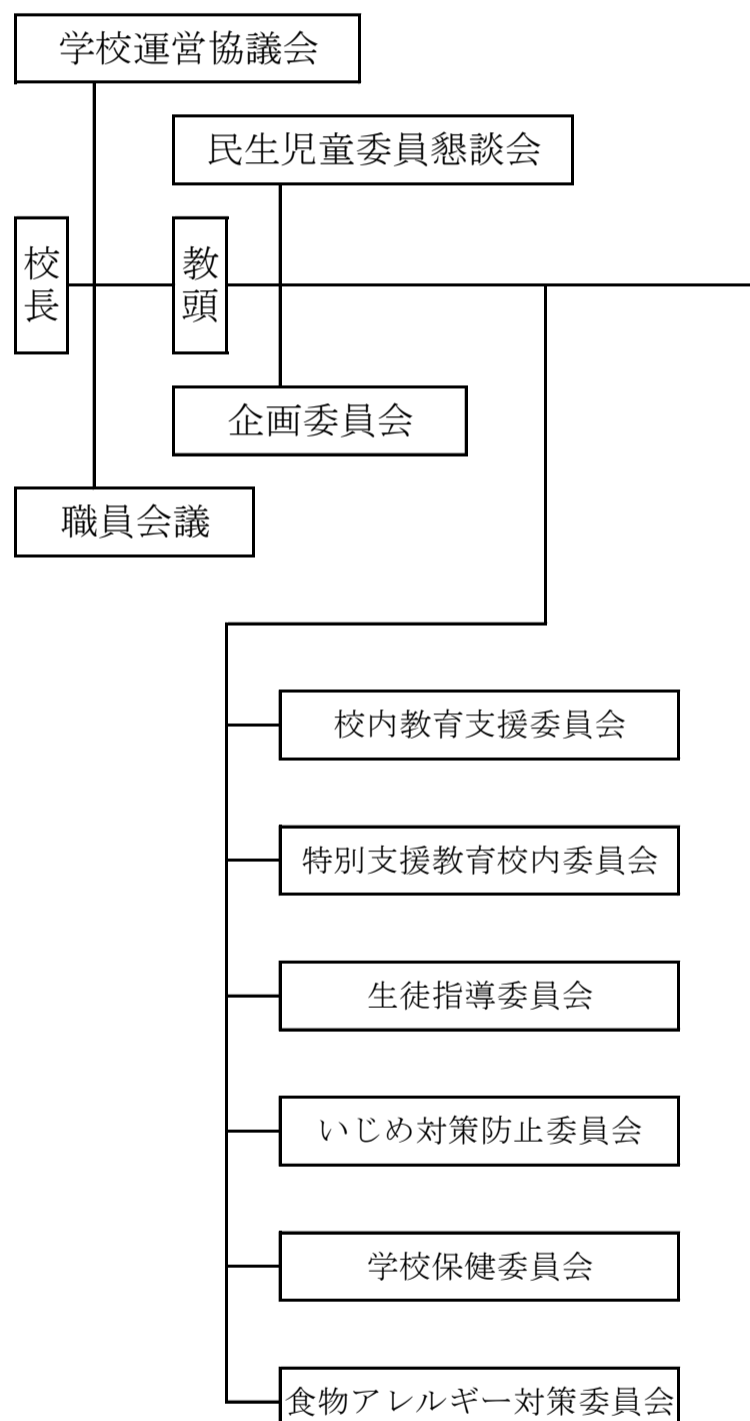 学校運営協議会
民生児童委員懇談会
校長
教頭
企画委員会
職員会議
校内教育支援委員会
特別支援教育校内委員会
生徒指導委員会
いじめ対策防止委員会
学校保健委員会
食物アレルギー対策委員会